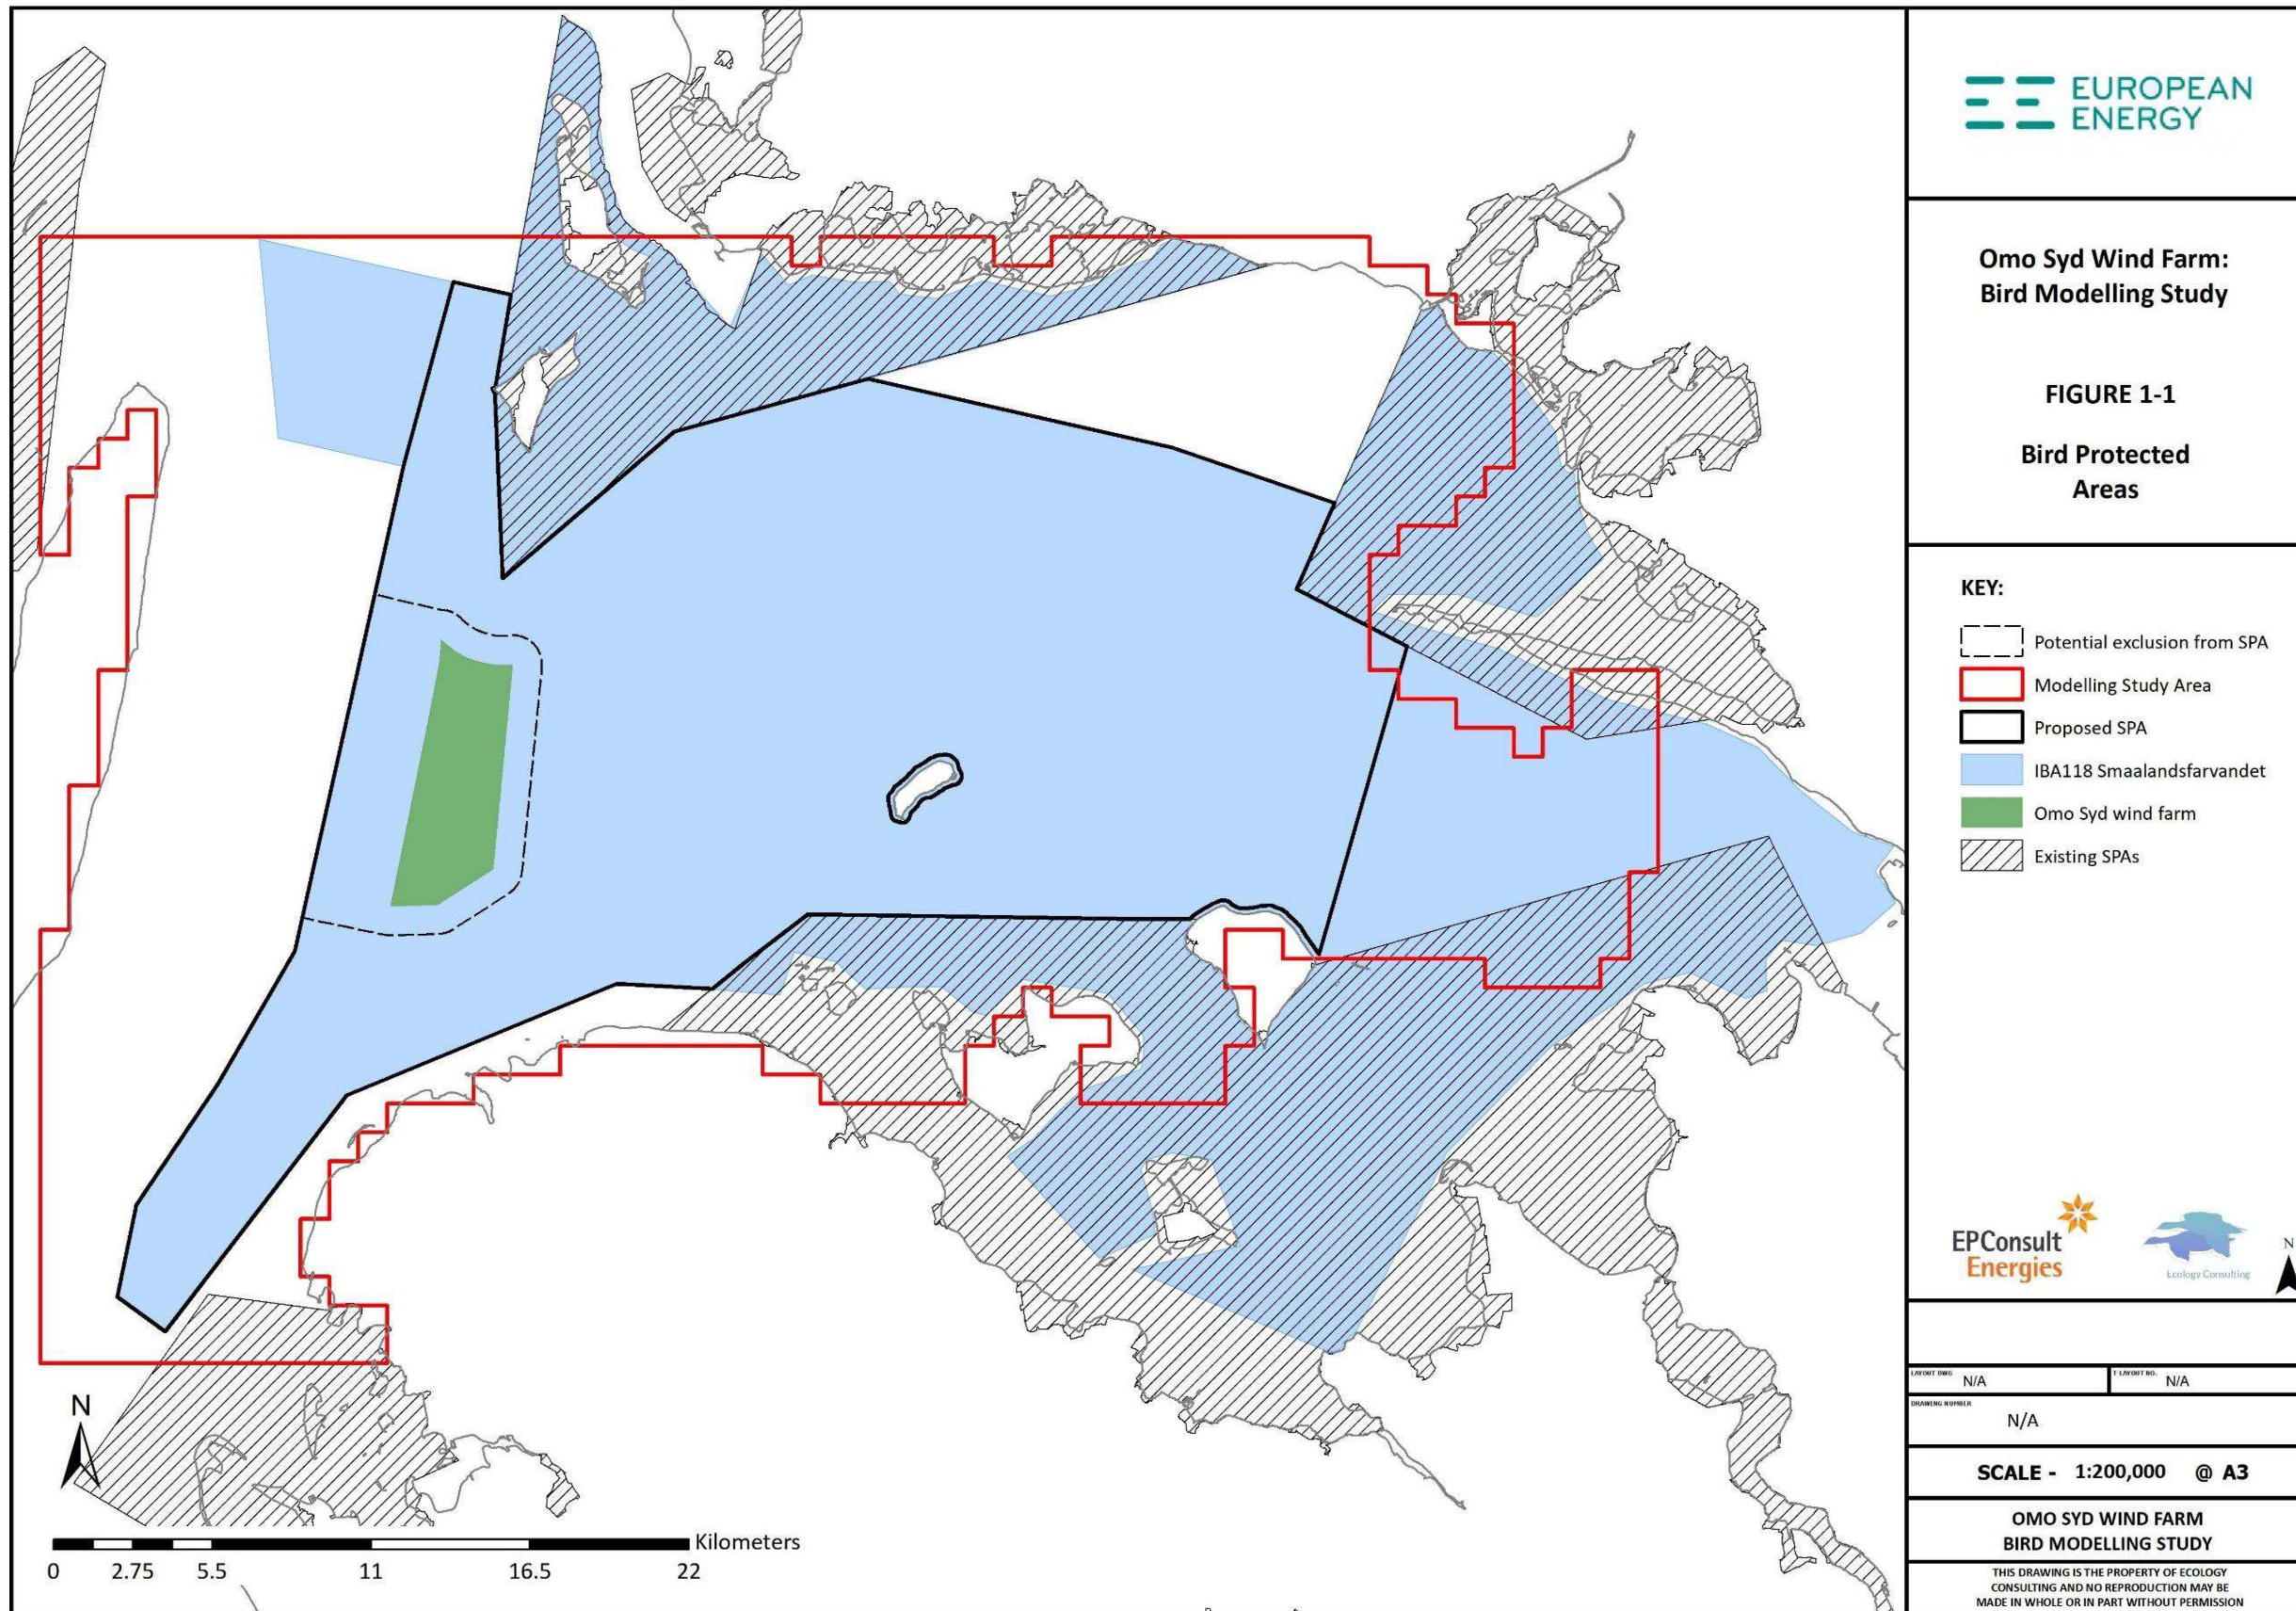 EUROPEAN
ENERGY
Omo Syd Wind Farm:
Bird Modelling Study
FIGURE 1-1
Bird Protected
Areas
KEY:
Potential exclusion from SPA
Modelling Study Area
Proposed SPA
IBA118 Smaalandsfarvandet
Omo Syd wind farm
Existing SPAs
EPConsult
Energies
Ecology Consulting
N
LAYOUT DWG N/A
T LAYOUT NO. N/A
DRAWING NUMBER
N/A
SCALE - 1:200,000 @ A3
OMO SYD WIND FARM
BIRD MODELLING STUDY
THIS DRAWING IS THE PROPERTY OF ECOLOGY
CONSULTING AND NO REPRODUCTION MAY BE
MADE IN WHOLE OR IN PART WITHOUT PERMISSION
N
Kilometers
0 2.75 5.5 11 16.5 22